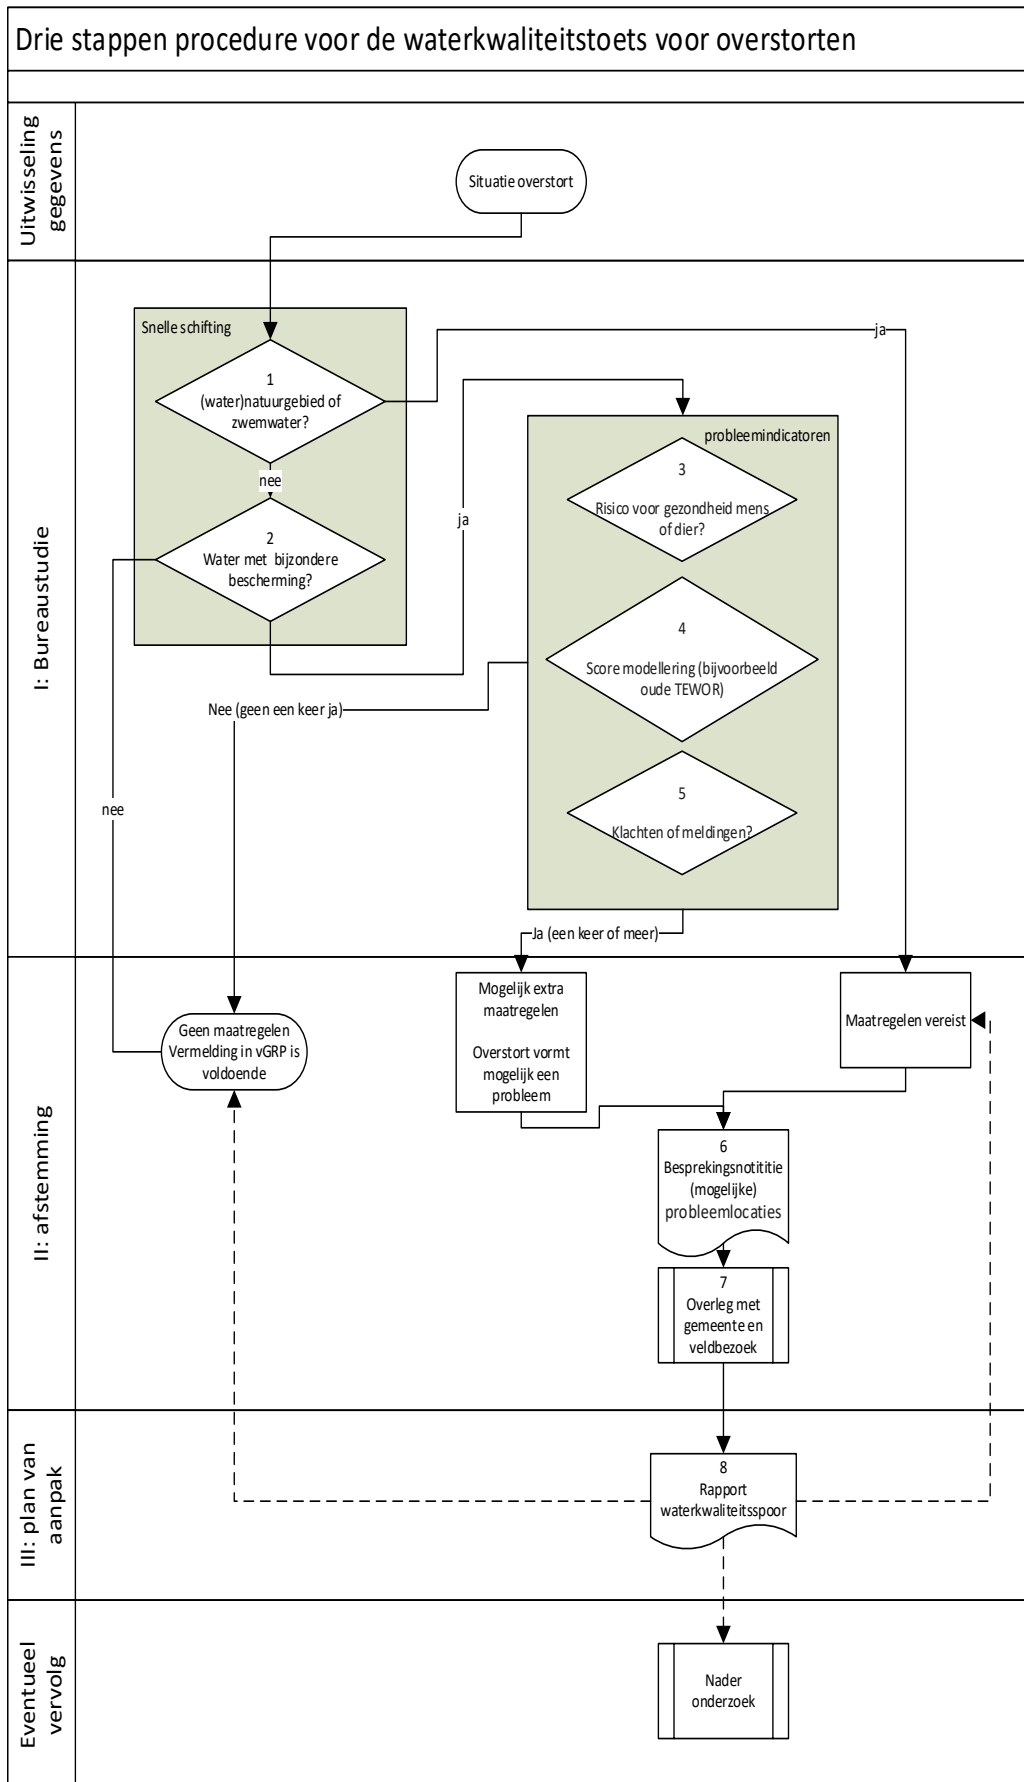 Drie stappen procedure voor de waterkwaliteitstoets voor overstorten
Uitwisseling
gegevens
Situatie overstort
I: Bureaustudie
Snelle schifting
1
(water)natuurgebied of
zwemwater?
ja
nee
2
Water met bijzondere
bescherming?
ja
probleemindicatoren
3
Risico voor gezondheid mens
of dier?
4
Score modellering (bijvoorbeeld
oude TEWOR)
5
Klachten of meldingen?
Nee (geen een keer ja)
nee
Ja (een keer of meer)
II: afstemming
Geen maatregelen
Vermelding in vGRP is
voldoende
Mogelijk extra
maatregelen
Overstort vormt
mogelijk een
probleem
Maatregelen vereist
6
Besprekingsnotititie
(mogelijke)
probleemlocaties
7
Overleg met
gemeente en
veldbezoek
III: plan van
aanpak
8
Rapport
waterkwaliteitsspoor
Eventueel
vervolg
Nader
onderzoek